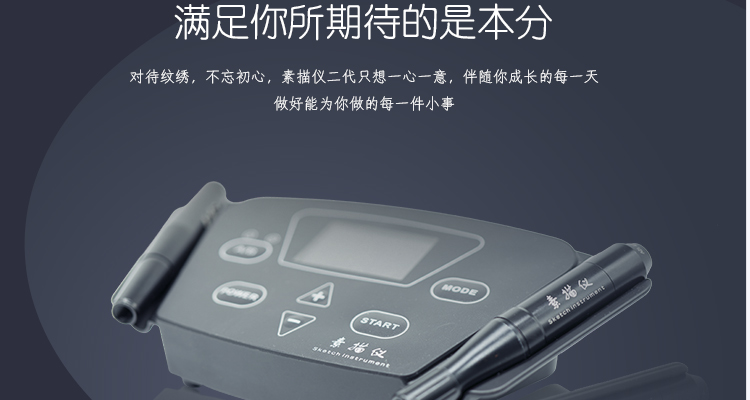 满足你所期待的是本分
对待纹绣，不忘初心，素描仪二代只想一心一意，伴随你成长的每一天
做好能为你做的每一件小事
POWER
MODE
START
素描仪
Sketch instrument
素描仪
Sketch instrument